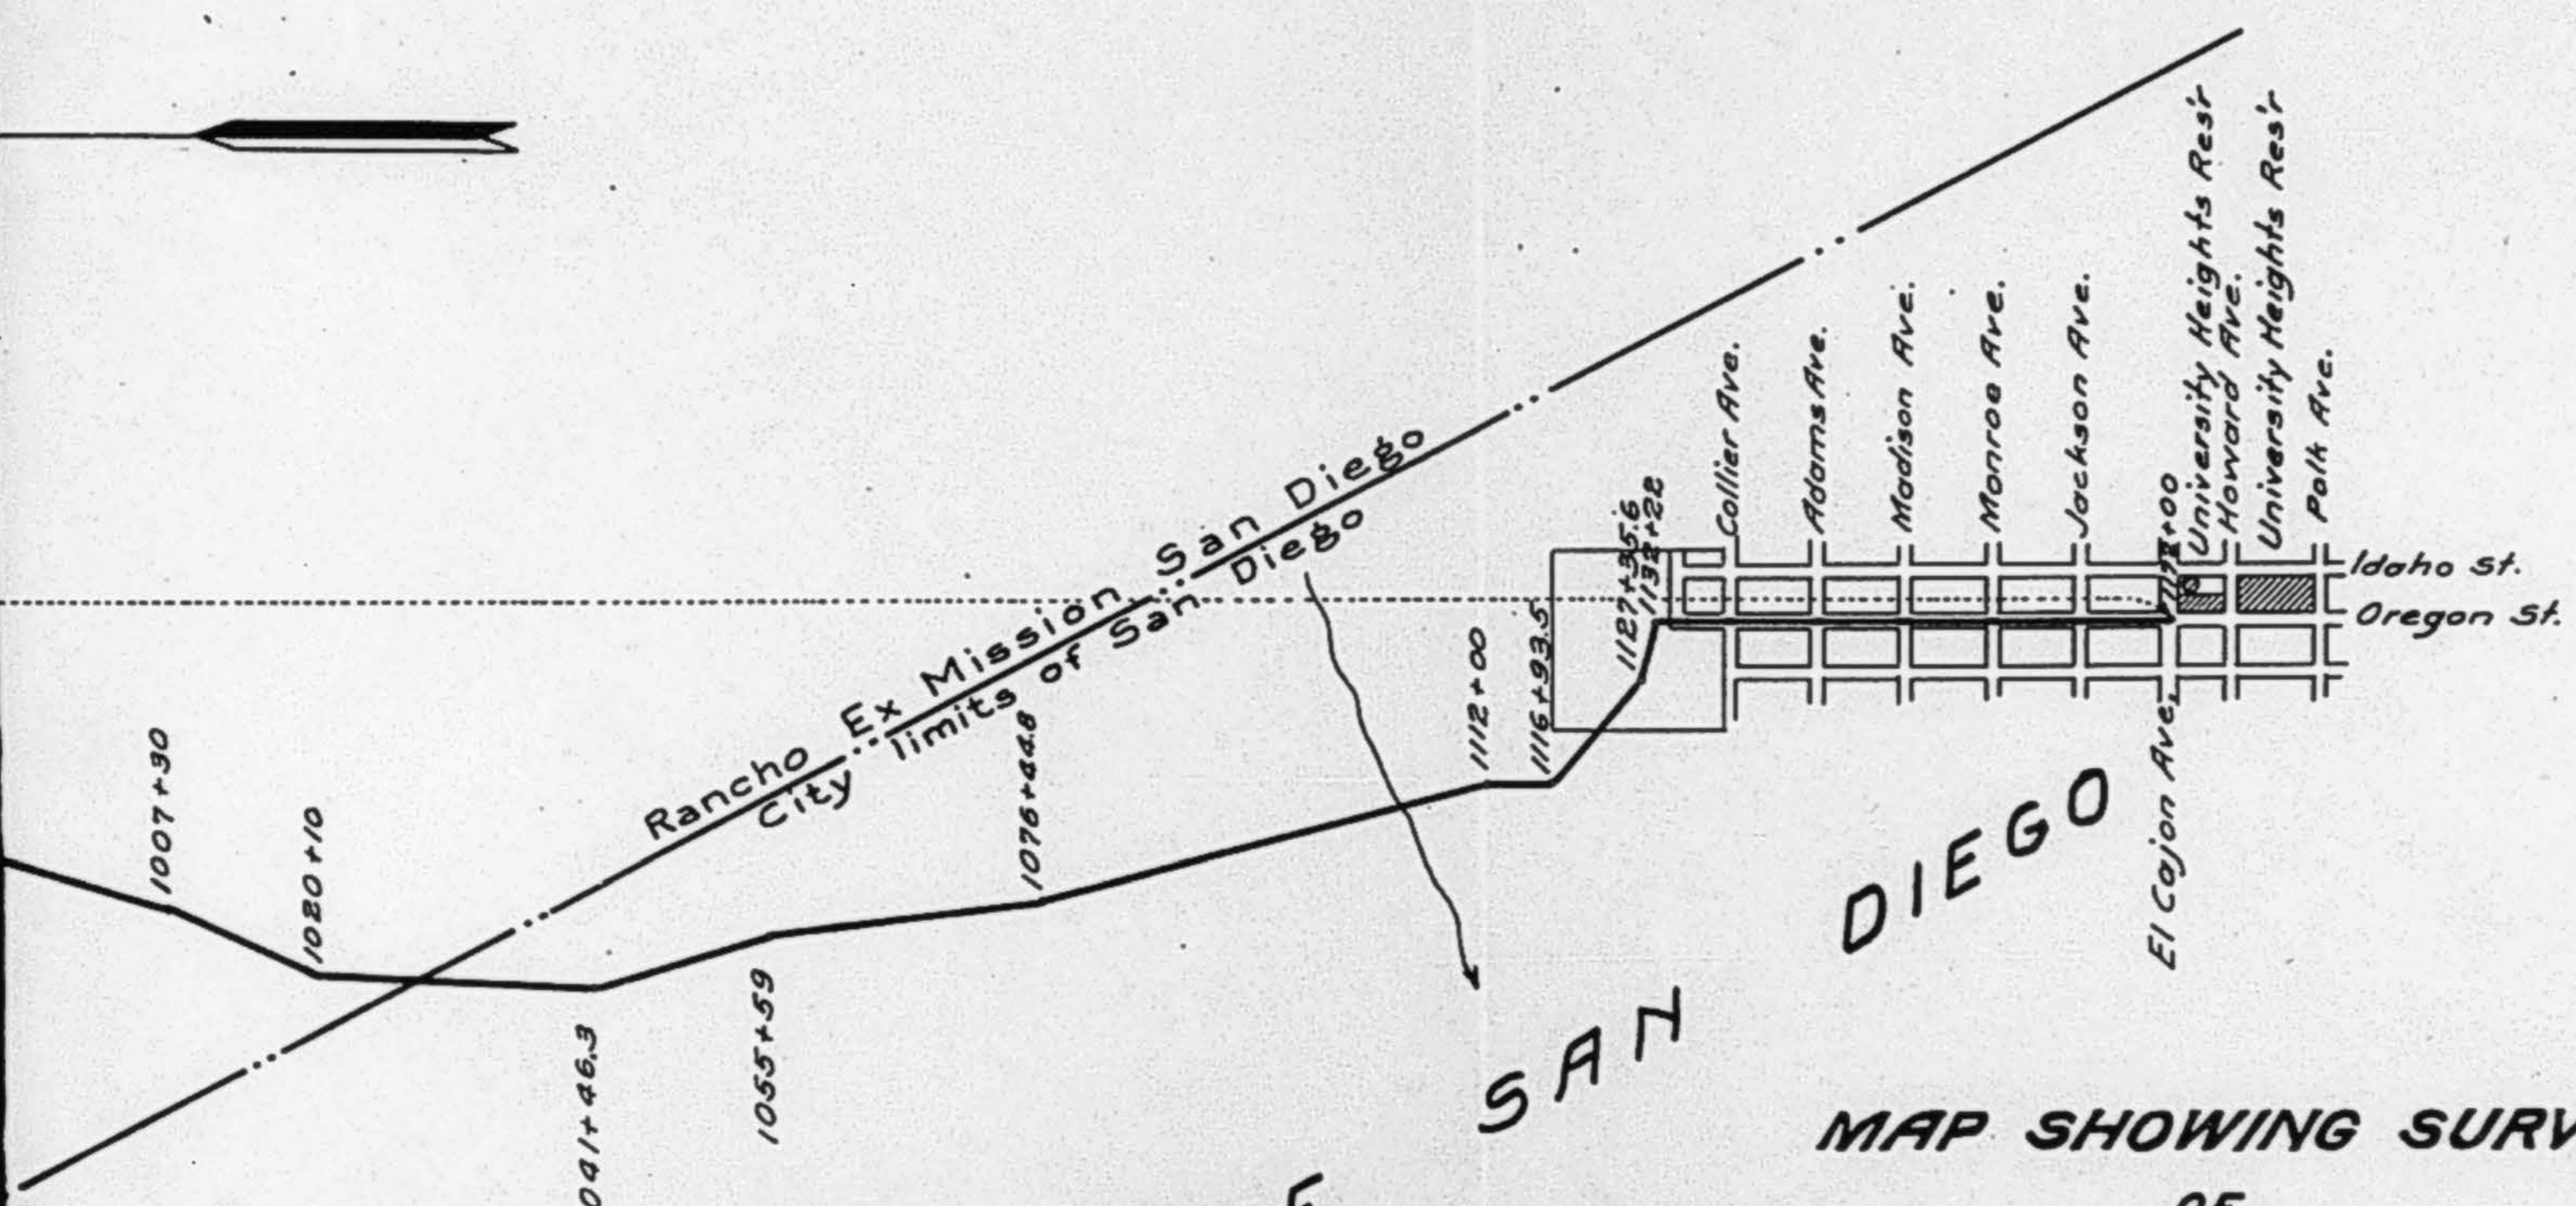 Rancho Ex Mission San Diego
City limits of San Diego
1007+30
1020+10
041+46.3
1055+59
1076+44.8
1112+00
1116+93.5
1127+35.6
1132+22
Collier Ave.
Adams Ave.
Madison Ave.
Monroe Ave.
Jackson Ave.
University Heights Res'r
Howard Ave.
University Heights Res'r
Polk Ave.
Idaho St.
Oregon St.
El Cajon Ave.
SAN DIEGO
MAP SHOWING SURV
OF